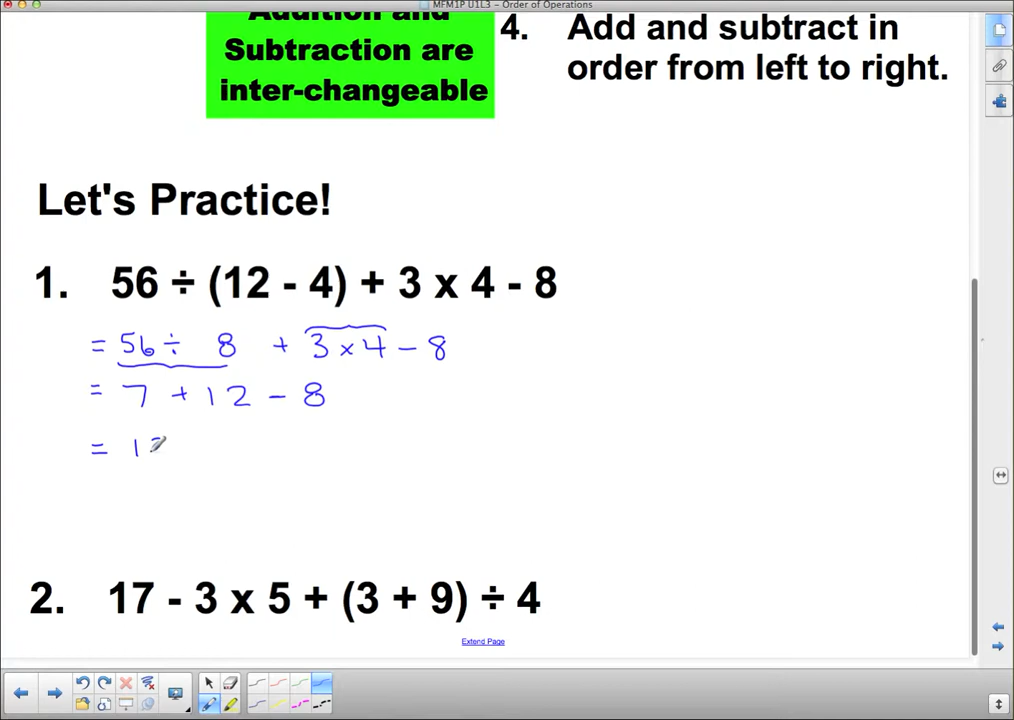 MFM1P U1L3 – Order of Operations
Addition and
Subtraction are
inter-changeable
4. Add and subtract in
order from left to right.
Let's Practice!
1. 56 ÷ (12 - 4) + 3 x 4 - 8
= 56 ÷ 8 + 3 × 4 - 8
= 7 + 12 - 8
= 1
2. 17 - 3 x 5 + (3 + 9) ÷ 4
Extend Page